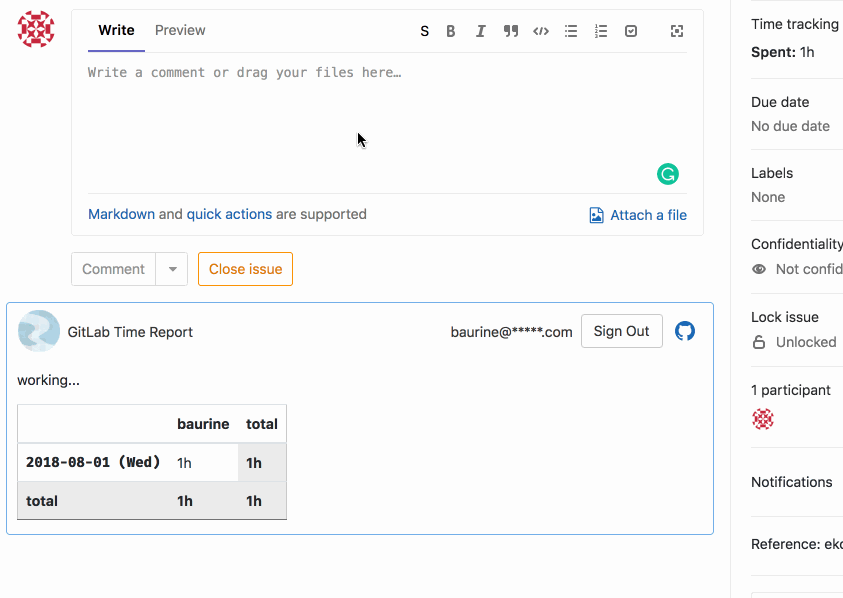 Write Preview S B I
Write a comment or drag your files here…
Markdown and quick actions are supported
Attach a file
Comment
Close issue
GitLab Time Report
baurine@*****.com
Sign Out
working...
baurine total
2018-08-01 (Wed) 1h 1h
total 1h 1h
Time tracking
Spent: 1h
Due date
No due date
Labels
None
Confidentiality
Not confid
Lock issue
Unlocked
1 participant
Notifications
Reference: eko